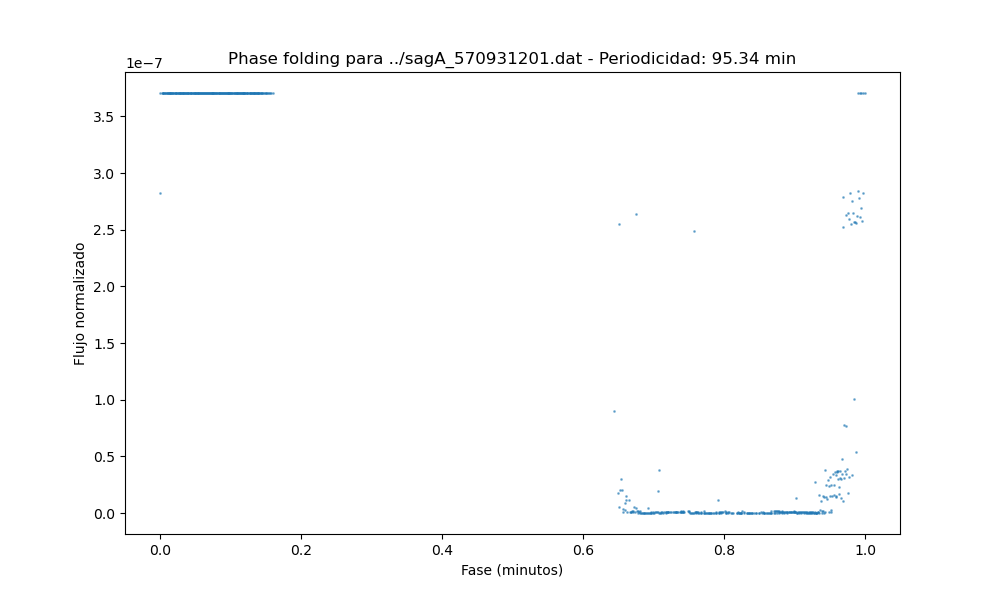 Phase folding para ../sagA_570931201.dat - Periodicidad: 95.34 min
1e−7
3.5
3.0
2.5
2.0
1.5
1.0
0.5
0.0
Flujo normalizado
0.0 0.2 0.4 0.6 0.8 1.0
Fase (minutos)